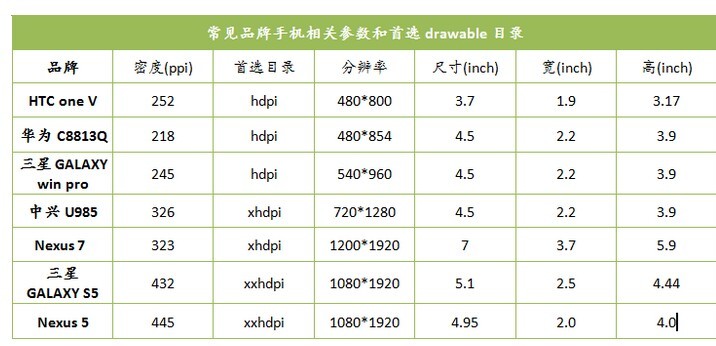 常见品牌手机相关参数和首选 drawable 目录
品牌 密度(ppi) 首选目录 分辨率 尺寸(inch) 宽(inch) 高(inch)
HTC one V 252 hdpi 480*800 3.7 1.9 3.17
华为 C8813Q 218 hdpi 480*854 4.5 2.2 3.9
三星 GALAXY
win pro 245 hdpi 540*960 4.5 2.2 3.9
中兴 U985 326 xhdpi 720*1280 4.5 2.2 3.9
Nexus 7 323 xhdpi 1200*1920 7 3.7 5.9
三星
GALAXY S5 432 xxhdpi 1080*1920 5.1 2.5 4.44
Nexus 5 445 xxhdpi 1080*1920 4.95 2.0 4.0